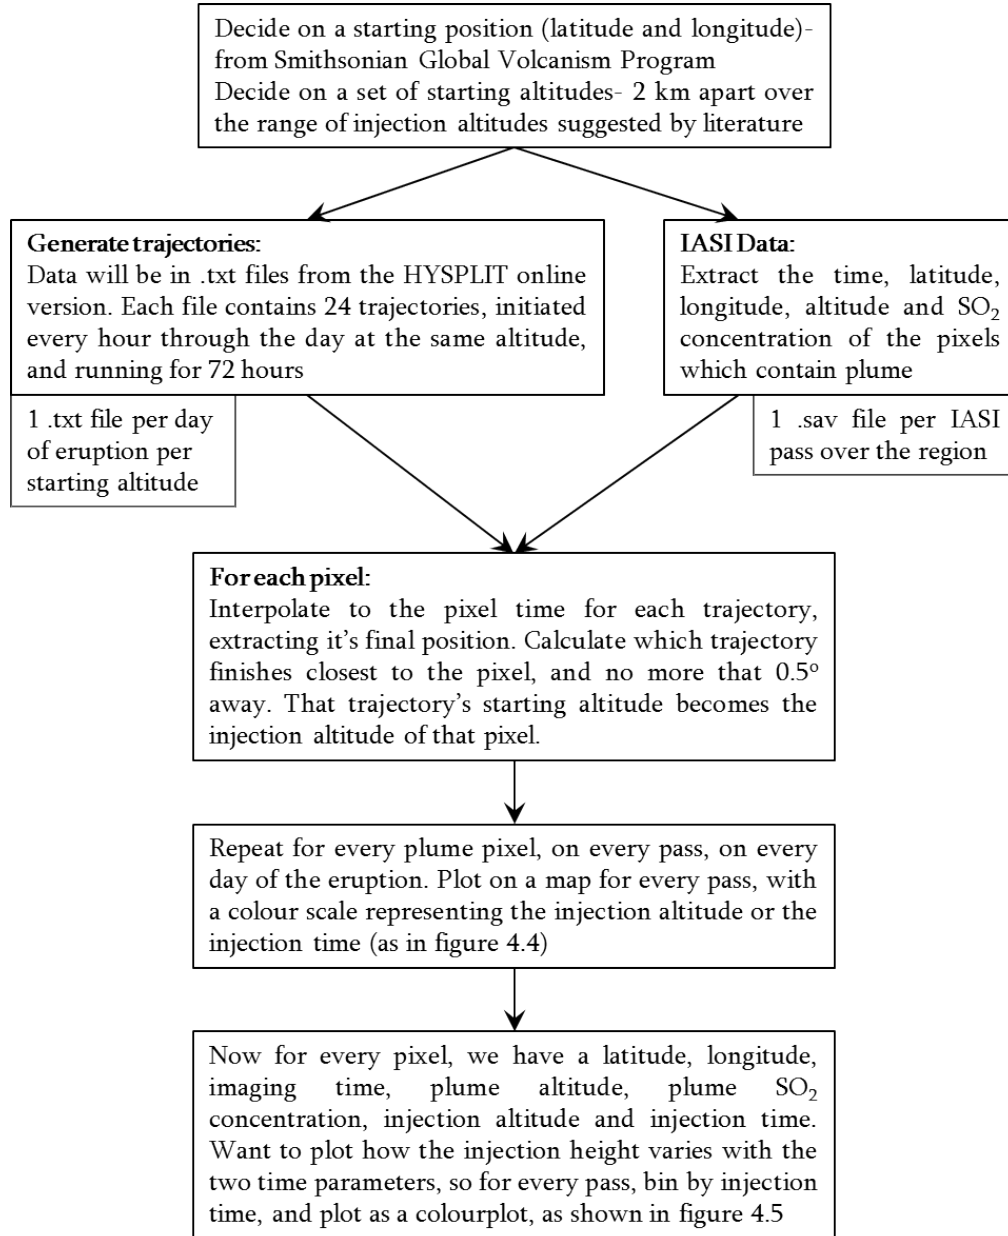 Decide on a starting position (latitude and longitude)-
from Smithsonian Global Volcanism Program
Decide on a set of starting altitudes- 2 km apart over
the range of injection altitudes suggested by literature
Generate trajectories:
Data will be in .txt files from the HYSPLIT online
version. Each file contains 24 trajectories, initiated
every hour through the day at the same altitude,
and running for 72 hours
1 .txt file per day
of eruption per
starting altitude
IASI Data:
Extract the time, latitude,
longitude, altitude and SO₂
concentration of the pixels
which contain plume
1 .sav file per IASI
pass over the region
For each pixel:
Interpolate to the pixel time for each trajectory,
extracting it's final position. Calculate which trajectory
finishes closest to the pixel, and no more that 0.5°
away. That trajectory's starting altitude becomes the
injection altitude of that pixel.
Repeat for every plume pixel, on every pass, on every
day of the eruption. Plot on a map for every pass, with
a colour scale representing the injection altitude or the
injection time (as in figure 4.4)
Now for every pixel, we have a latitude, longitude,
imaging time, plume altitude, plume SO₂
concentration, injection altitude and injection time.
Want to plot how the injection height varies with the
two time parameters, so for every pass, bin by injection
time, and plot as a colourplot, as shown in figure 4.5